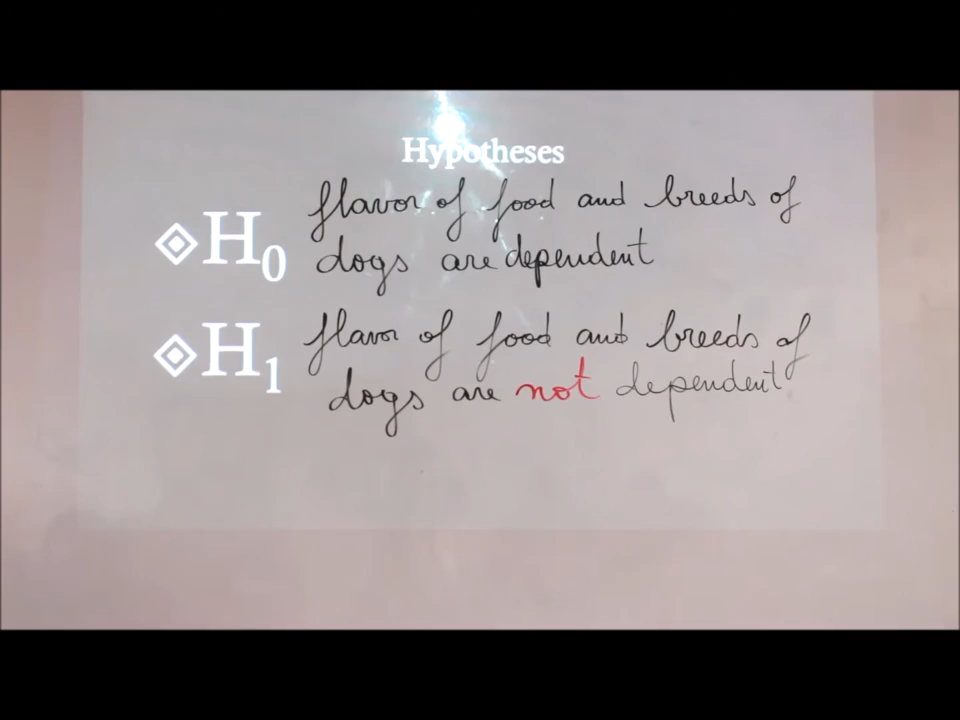 Hypotheses
H0 flavor of food and breeds of
dogs are dependent
H1 flavor of food and breeds of
dogs are not dependent